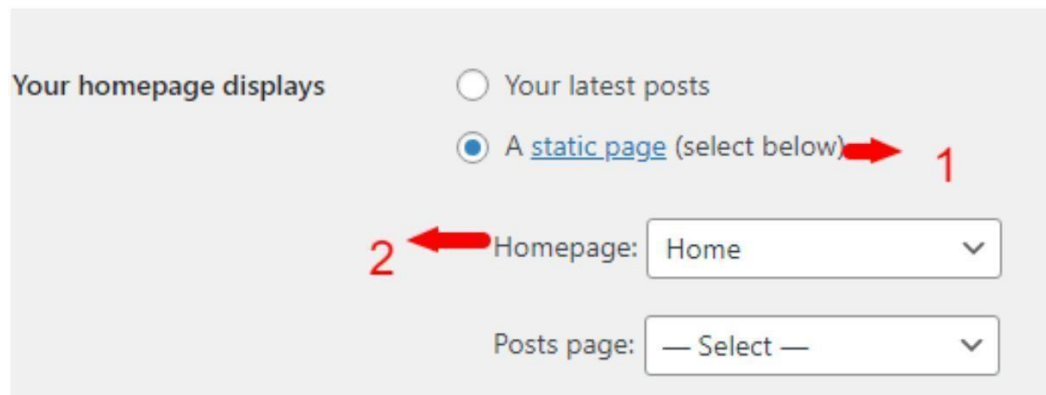 Your homepage displays
Your latest posts
A static page (select below)
1
2
Homepage: Home
Posts page: — Select —